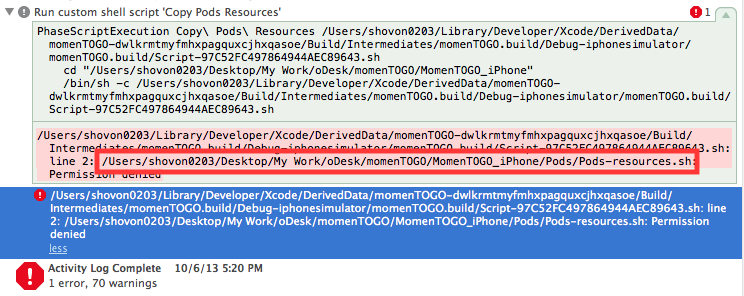 Run custom shell script 'Copy Pods Resources' 1
PhaseScriptExecution Copy\ Pods\ Resources /Users/shovon0203/Library/Developer/Xcode/DerivedData/
momenTOGO-dwlkrmtmyfmhxpagquxcjhxqasoe/Build/Intermediates/momenTOGO.build/Debug-iphonesimulator/
momenTOGO.build/Script-97C52FC497864944AEC89643.sh
cd "/Users/shovon0203/Desktop/My Work/oDesk/momenTOGO/MomenTOGO_iPhone"
/bin/sh -c /Users/shovon0203/Library/Developer/Xcode/DerivedData/momenTOGO-
dwlkrmtmyfmhxpagquxcjhxqasoe/Build/Intermediates/momenTOGO.build/Debug-iphonesimulator/momenTOGO.build/
Script-97C52FC497864944AEC89643.sh
/Users/shovon0203/Library/Developer/Xcode/DerivedData/momenTOGO-dwlkrmtmyfmhxpagquxcjhxqasoe/Build/
Intermediates/momenTOGO.build/Debug-iphonesimulator/momenTOGO.build/Script-97C52FC497864944AEC89643.sh:
line 2: /Users/shovon0203/Desktop/My Work/oDesk/momenTOGO/MomenTOGO_iPhone/Pods/Pods-resources.sh:
Permission denied
/Users/shovon0203/Library/Developer/Xcode/DerivedData/momenTOGO-dwlkrmtmyfmhxpagquxcjhxqasoe/Build/
Intermediates/momenTOGO.build/Debug-iphonesimulator/momenTOGO.build/Script-97C52FC497864944AEC89643.sh: line
2: /Users/shovon0203/Desktop/My Work/oDesk/momenTOGO/MomenTOGO_iPhone/Pods/Pods-resources.sh: Permission
denied
less
Activity Log Complete 10/6/13 5:20 PM
1 error, 70 warnings